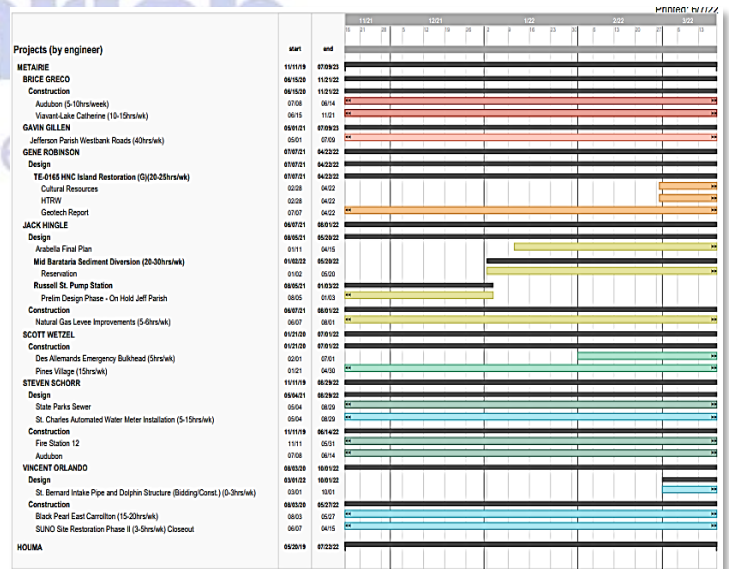 Printed: 6/7/22
11/21 12/21 1/22 2/22 3/22
Projects (by engineer) start end
METAIRIE 11/11/19 07/09/23
BRICE GRECO 06/15/20 11/21/22
Construction 06/15/20 11/21/22
Audubon (5-10hrs/week) 07/08 06/14
Viavant-Lake Catherine (10-15hrs/wk) 06/15 11/21
GAVIN GILLEN 05/01/21 07/09/23
Jefferson Parish Westbank Roads (40hrs/wk) 05/01 07/09
GENE ROBINSON 07/07/21 04/22/22
Design 07/07/21 04/22/22
TE-0165 HNC Island Restoration (G)(20-25hrs/wk) 07/07/21 04/22/22
Cultural Resources 02/28 04/22
HTRW 02/28 04/22
Geotech Report 07/07 04/22
JACK HINGLE 06/07/21 08/01/22
Design 08/05/21 05/20/22
Arabella Final Plan 01/11 04/15
Mid Barataria Sediment Diversion (20-30hrs/wk) 01/02/22 05/20/22
Reservation 01/02 05/20
Russell St. Pump Station 08/05/21 01/03/22
Prelim Design Phase - On Hold Jeff Parish 08/05 01/03
Construction 06/07/21 08/01/22
Natural Gas Levee Improvements (5-6hrs/wk) 06/07 08/01
SCOTT WETZEL 01/21/20 07/01/22
Construction 01/21/20 07/01/22
Des Allemands Emergency Bulkhead (5hrs/wk) 02/01 07/01
Pines Village (15hrs/wk) 01/21 04/30
STEVEN SCHORR 11/11/19 08/29/22
Design 05/04/21 08/29/22
State Parks Sewer 05/04 08/29
St. Charles Automated Water Meter Installation (5-15hrs/wk) 05/04 08/29
Construction 11/11/19 06/14/22
Fire Station 12 11/11 05/31
Audubon 07/08 06/14
VINCENT ORLANDO 08/03/20 10/01/22
Design 03/01/22 10/01/22
St. Bernard Intake Pipe and Dolphin Structure (Bidding/Const.) (0-3hrs/wk) 03/01 10/01
Construction 08/03/20 05/27/22
Black Pearl East Carrollton (15-20hrs/wk) 08/03 05/27
SUNO Site Restoration Phase II (3-5hrs/wk) Closeout 06/07 04/15
HOUMA 05/20/19 07/22/22